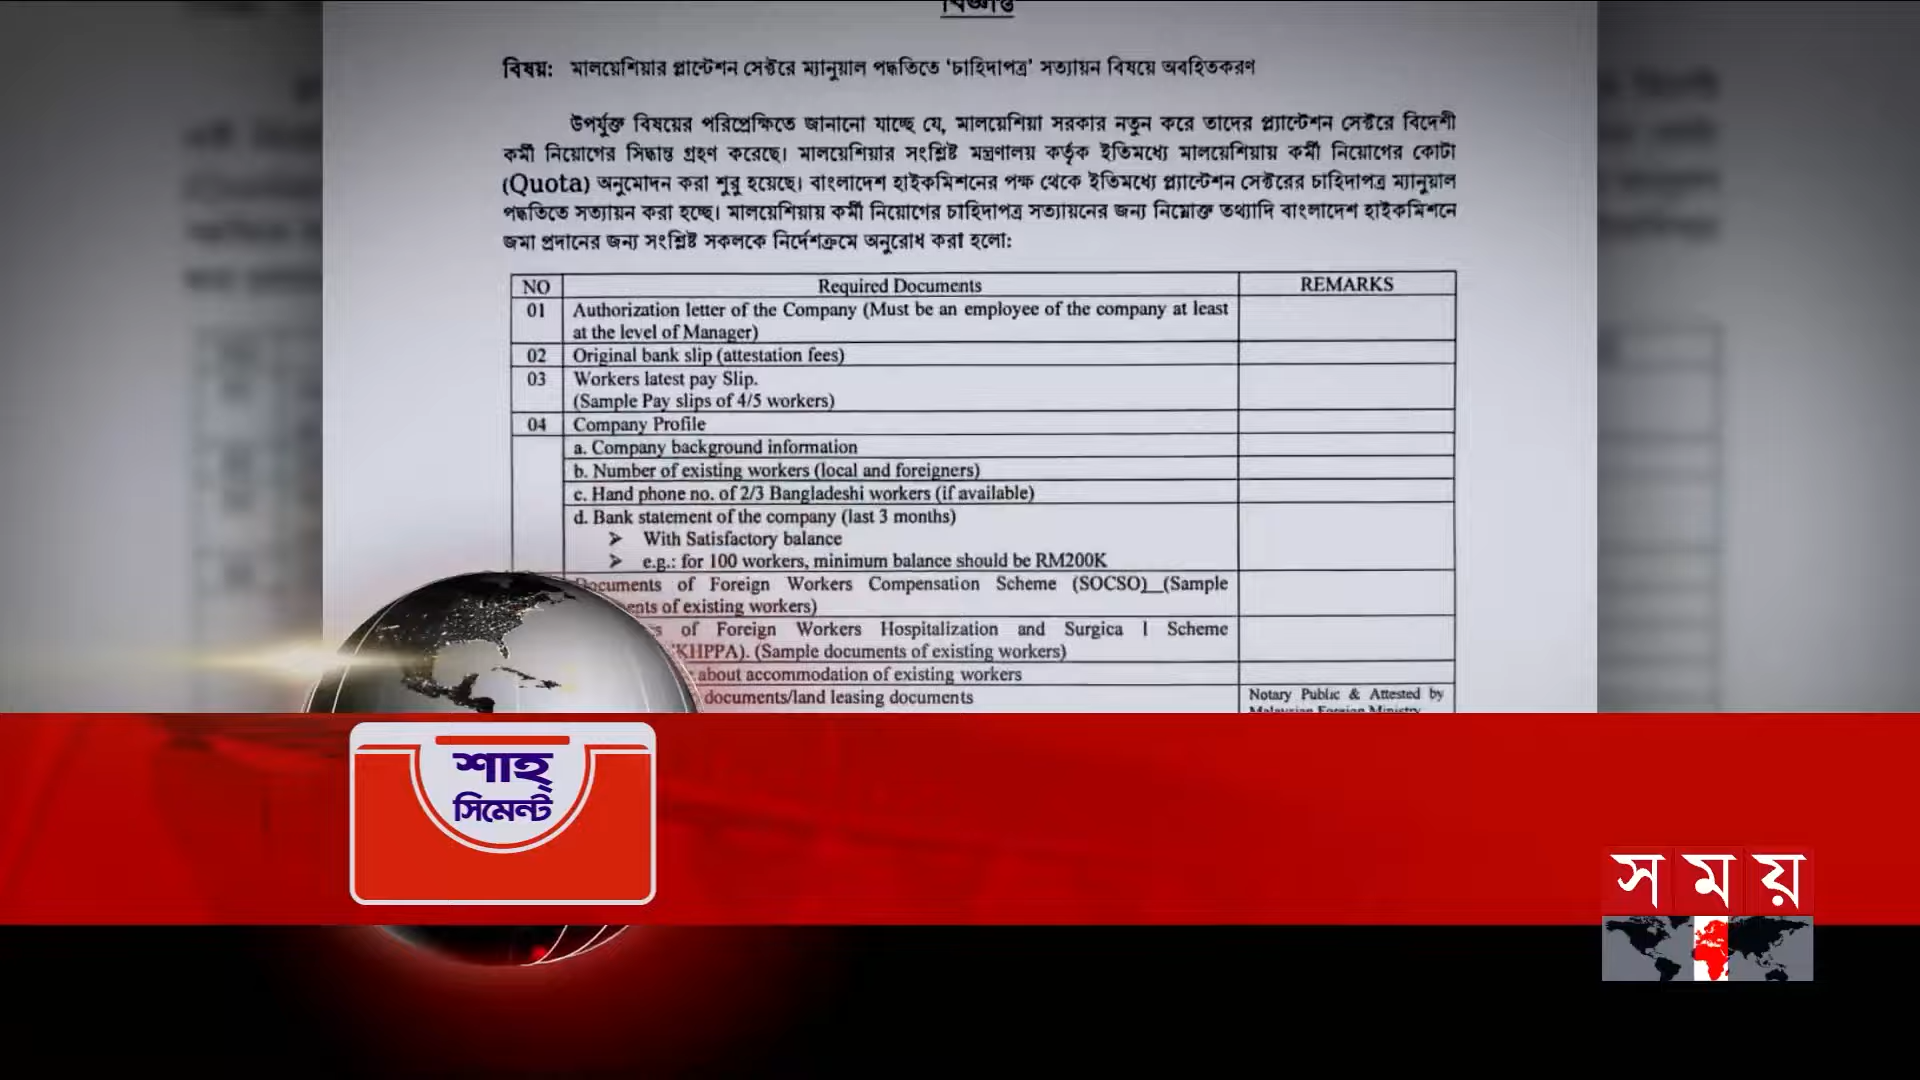 বিজ্ঞপ্তি
বিষয়: মালয়েশিয়ার প্লান্টেশন সেক্টরে ম্যানুয়াল পদ্ধতিতে ‘চাহিদাপত্র’ সত্যায়ন বিষয়ে অবহিতকরণ
উপর্যুক্ত বিষয়ের পরিপ্রেক্ষিতে জানানো যাচ্ছে যে, মালয়েশিয়া সরকার নতুন করে তাদের প্ল্যান্টেশন সেক্টরে বিদেশী
কর্মী নিয়োগের সিদ্ধান্ত গ্রহণ করেছে। মালয়েশিয়ার সংশ্লিষ্ট মন্ত্রণালয় কর্তৃক ইতিমধ্যে মালয়েশিয়ায় কর্মী নিয়োগের কোটা
(Quota) অনুমোদন করা শুরু হয়েছে। বাংলাদেশ হাইকমিশনের পক্ষ থেকে ইতিমধ্যে প্ল্যান্টেশন সেক্টরের চাহিদাপত্র ম্যানুয়াল
পদ্ধতিতে সত্যায়ন করা হচ্ছে। মালয়েশিয়ায় কর্মী নিয়োগের চাহিদাপত্র সত্যায়নের জন্য নিম্নোক্ত তথ্যাদি বাংলাদেশ হাইকমিশনে
জমা প্রদানের জন্য সংশ্লিষ্ট সকলকে নির্দেশক্রমে অনুরোধ করা হলো:
NO Required Documents REMARKS
01 Authorization letter of the Company (Must be an employee of the company at least
at the level of Manager)
02 Original bank slip (attestation fees)
03 Workers latest pay Slip.
(Sample Pay slips of 4/5 workers)
04 Company Profile
a. Company background information
b. Number of existing workers (local and foreigners)
c. Hand phone no. of 2/3 Bangladeshi workers (if available)
d. Bank statement of the company (last 3 months)
➢ With Satisfactory balance
➢ e.g.: for 100 workers, minimum balance should be RM200K
Documents of Foreign Workers Compensation Scheme (SOCSO) (Sample
of existing workers)
of Foreign Workers Hospitalization and Surgica l Scheme
(Sample documents of existing workers)
about accommodation of existing workers
documents/land leasing documents Notary Public & Attested by
Malaysian Foreign Ministry
শাহ্
সিমেন্ট
সময়